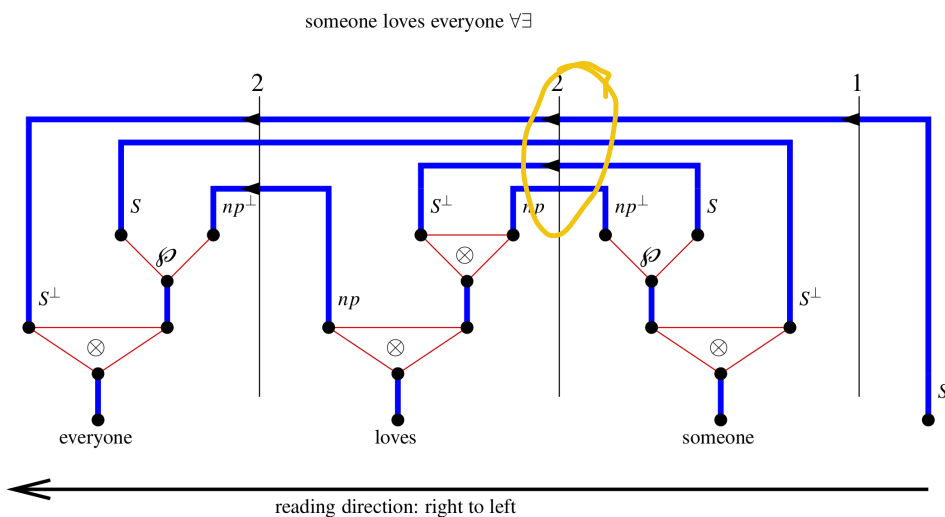 someone loves everyone ∀∃
2 2 1
S np⊥ S⊥ np np⊥ S
℘ ⊗ ℘
S⊥ np S⊥
⊗ ⊗ ⊗
S
everyone loves someone
reading direction: right to left